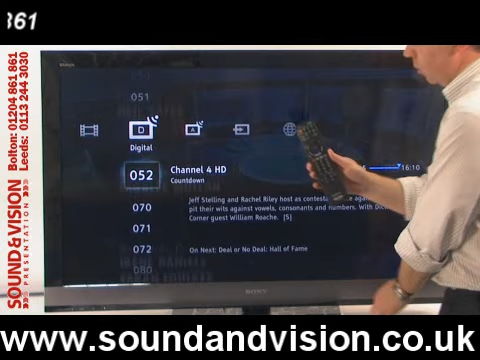 861
SOUND&VISION
PRESENTATION
Bolton: 01204 861 861
Leeds: 0113 244 3030
051
Digital
052
Channel 4 HD
Countdown
16:10
Jeff Stelling and Rachel Riley host as contesta
pit their wits against vowels, consonants and numbers. With Dic
Corner guest William Roache. [S]
070
071
072
On Next: Deal or No Deal: Hall of Fame
080
SONY
www.soundandvision.co.uk